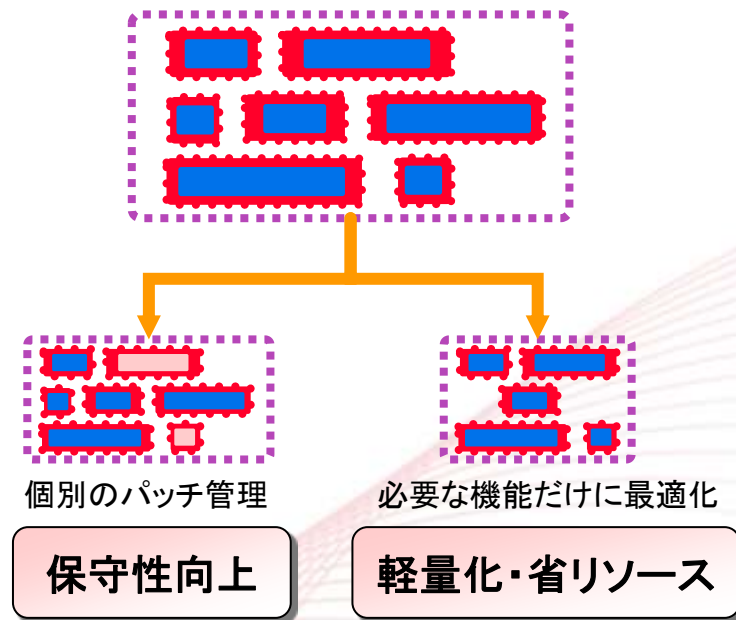 個別のパッチ管理
必要な機能だけに最適化
保守性向上
軽量化・省リソース